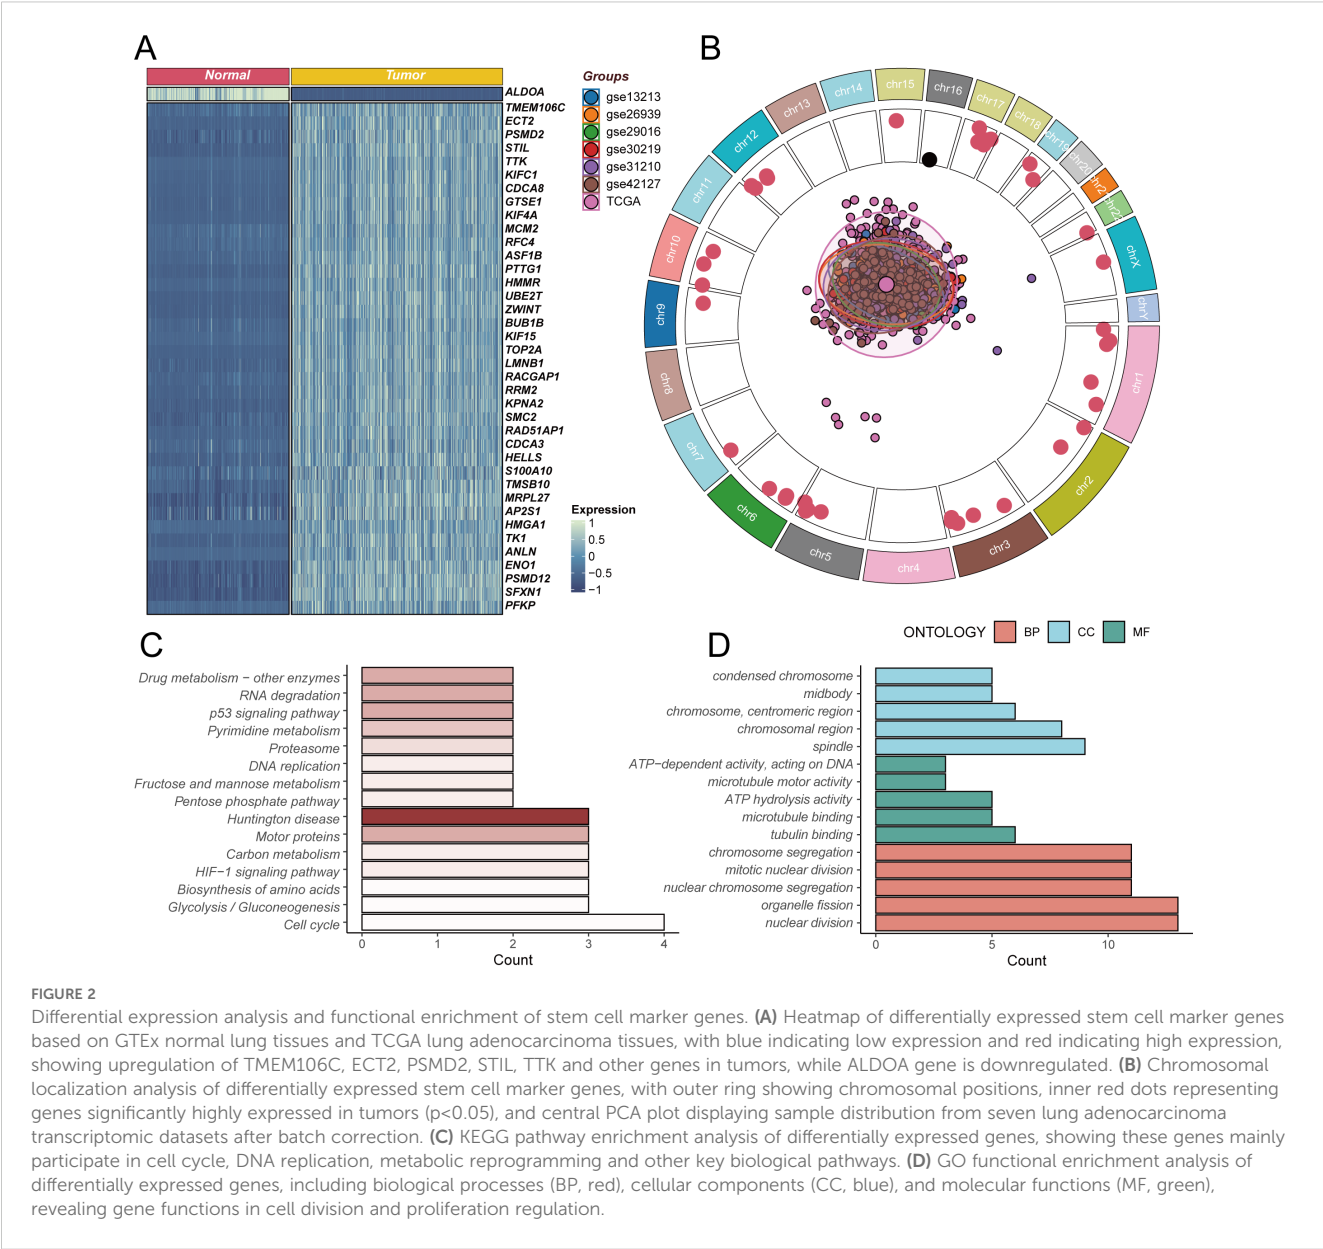 A
Normal
Tumor
ALDOA
TMEM106C
ECT2
PSMD2
STIL
TTK
KIFC1
CDCA8
GTSE1
KIF4A
MCM2
RFC4
ASF1B
PTTG1
HMMR
UBE2T
ZWINT
BUB1B
KIF15
TOP2A
LMNB1
RACGAP1
RRM2
KPNA2
SMC2
RAD51AP1
CDCA3
HELLS
S100A10
TMSB10
MRPL27
AP2S1
HMGA1
TK1
ANLN
ENO1
PSMD12
SFXN1
PFKP
Groups
gse13213
gse26939
gse29016
gse30219
gse31210
gse42127
TCGA
Expression
1
0.5
0
−0.5
−1
B
chr1
chr2
chr3
chr4
chr5
chr6
chr7
chr8
chr9
chr10
chr11
chr12
chr13
chr14
chr15
chr16
chr17
chr18
chr19
chr20
chrX
chrY
C
Drug metabolism − other enzymes
RNA degradation
p53 signaling pathway
Pyrimidine metabolism
Proteasome
DNA replication
Fructose and mannose metabolism
Pentose phosphate pathway
Huntington disease
Motor proteins
Carbon metabolism
HIF−1 signaling pathway
Biosynthesis of amino acids
Glycolysis / Gluconeogenesis
Cell cycle
0 1 2 3 4
Count
D
ONTOLOGY BP CC MF
condensed chromosome
midbody
chromosome, centromeric region
chromosomal region
spindle
ATP−dependent activity, acting on DNA
microtubule motor activity
ATP hydrolysis activity
microtubule binding
tubulin binding
chromosome segregation
mitotic nuclear division
nuclear chromosome segregation
organelle fission
nuclear division
0 5 10
Count
FIGURE 2
Differential expression analysis and functional enrichment of stem cell marker genes. (A) Heatmap of differentially expressed stem cell marker genes
based on GTEx normal lung tissues and TCGA lung adenocarcinoma tissues, with blue indicating low expression and red indicating high expression,
showing upregulation of TMEM106C, ECT2, PSMD2, STIL, TTK and other genes in tumors, while ALDOA gene is downregulated. (B) Chromosomal
localization analysis of differentially expressed stem cell marker genes, with outer ring showing chromosomal positions, inner red dots representing
genes significantly highly expressed in tumors (p<0.05), and central PCA plot displaying sample distribution from seven lung adenocarcinoma
transcriptomic datasets after batch correction. (C) KEGG pathway enrichment analysis of differentially expressed genes, showing these genes mainly
participate in cell cycle, DNA replication, metabolic reprogramming and other key biological pathways. (D) GO functional enrichment analysis of
differentially expressed genes, including biological processes (BP, red), cellular components (CC, blue), and molecular functions (MF, green),
revealing gene functions in cell division and proliferation regulation.